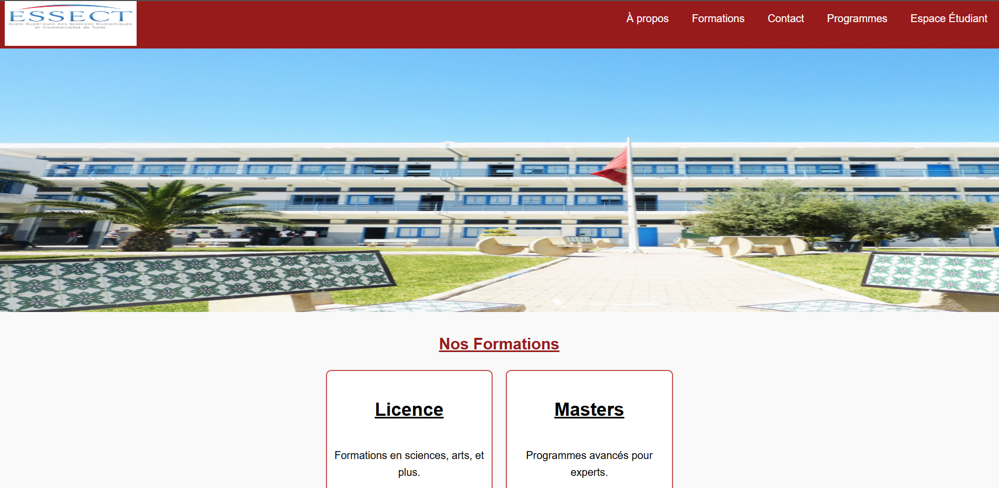 ESSECT
Ecole Supérieure des Sciences Economiques
et Commerciales de Tunis
À propos
Formations
Contact
Programmes
Espace Étudiant
Nos Formations
Licence
Formations en sciences, arts, et
plus.
Masters
Programmes avancés pour
experts.